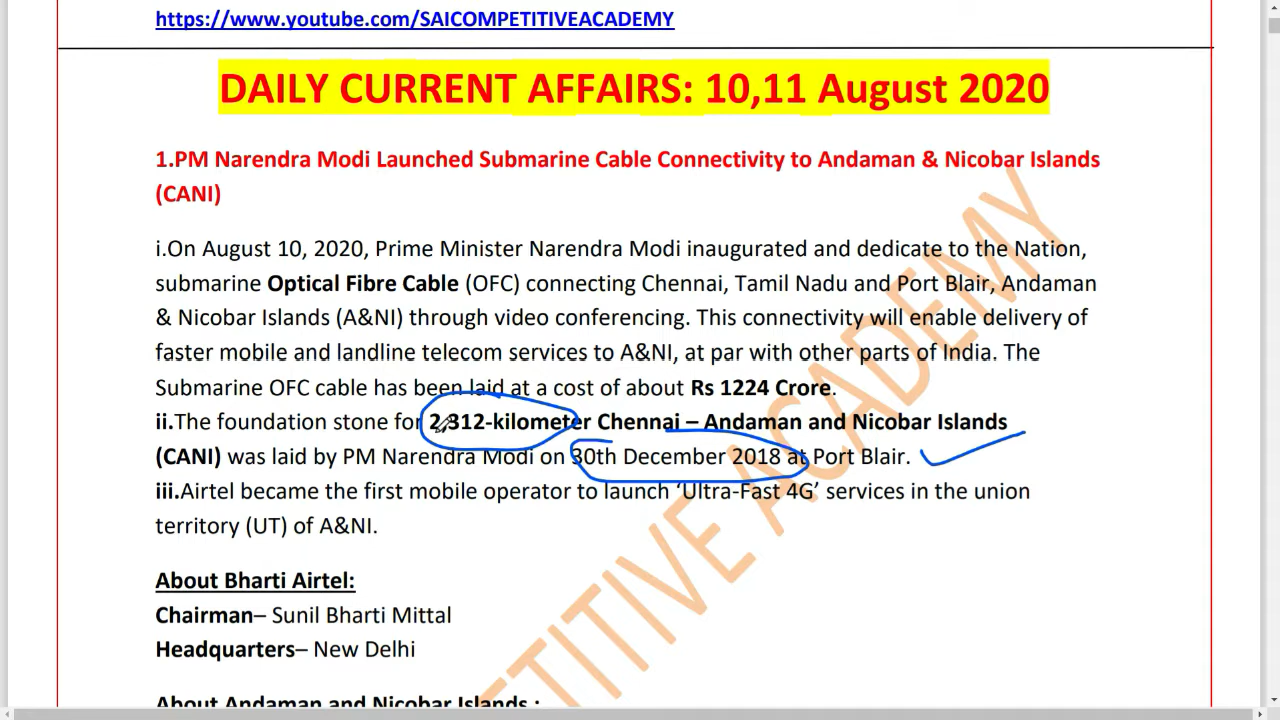 https://www.youtube.com/SAICOMPETITIVEACADEMY
DAILY CURRENT AFFAIRS: 10,11 August 2020
1.PM Narendra Modi Launched Submarine Cable Connectivity to Andaman & Nicobar Islands
(CANI)
i.On August 10, 2020, Prime Minister Narendra Modi inaugurated and dedicate to the Nation,
submarine Optical Fibre Cable (OFC) connecting Chennai, Tamil Nadu and Port Blair, Andaman
& Nicobar Islands (A&NI) through video conferencing. This connectivity will enable delivery of
faster mobile and landline telecom services to A&NI, at par with other parts of India. The
Submarine OFC cable has been laid at a cost of about Rs 1224 Crore.
ii.The foundation stone for 2,312-kilometer Chennai – Andaman and Nicobar Islands
(CANI) was laid by PM Narendra Modi on 30th December 2018 at Port Blair.
iii.Airtel became the first mobile operator to launch ‘Ultra-Fast 4G’ services in the union
territory (UT) of A&NI.
About Bharti Airtel:
Chairman– Sunil Bharti Mittal
Headquarters– New Delhi
About Andaman and Nicobar Islands :
ETITIVE ACADEMY